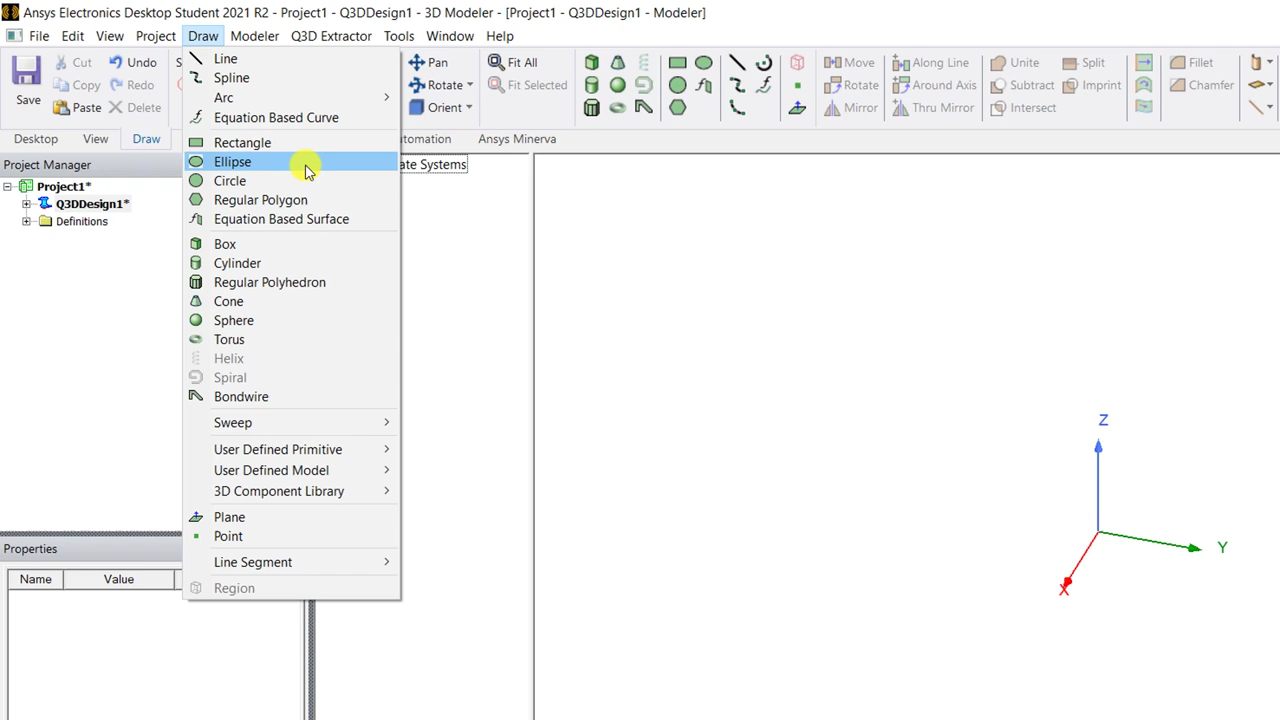 Ansys Electronics Desktop Student 2021 R2 - Project1 - Q3DDesign1 - 3D Modeler - [Project1 - Q3DDesign1 - Modeler]
File Edit View Project Draw Modeler Q3D Extractor Tools Window Help
Save
Cut Undo S
Copy Redo
Paste Delete
Pan
Rotate
Orient
Fit All
Fit Selected
Move Along Line Unite Split Fillet
Rotate Around Axis Subtract Imprint Chamfer
Mirror Thru Mirror Intersect
Desktop View Draw utomation Ansys Minerva
Project Manager
Project1*
Q3DDesign1*
Definitions
Line
Spline
Arc
Equation Based Curve
Rectangle
Ellipse
Circle
Regular Polygon
Equation Based Surface
Box
Cylinder
Regular Polyhedron
Cone
Sphere
Torus
Helix
Spiral
Bondwire
Sweep
User Defined Primitive
User Defined Model
3D Component Library
Plane
Point
Line Segment
Region
ate Systems
Properties
Name Value
Z
Y
X